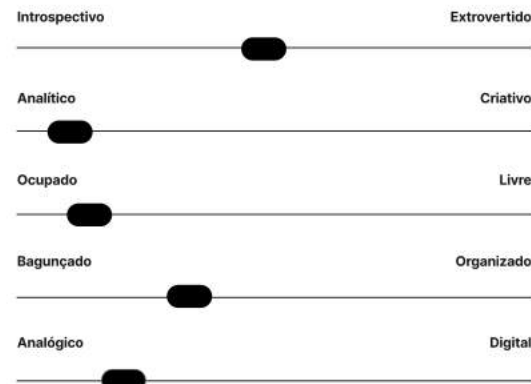 Introspectivo Extrovertido
Analítico Criativo
Ocupado Livre
Bagunçado Organizado
Analógico Digital